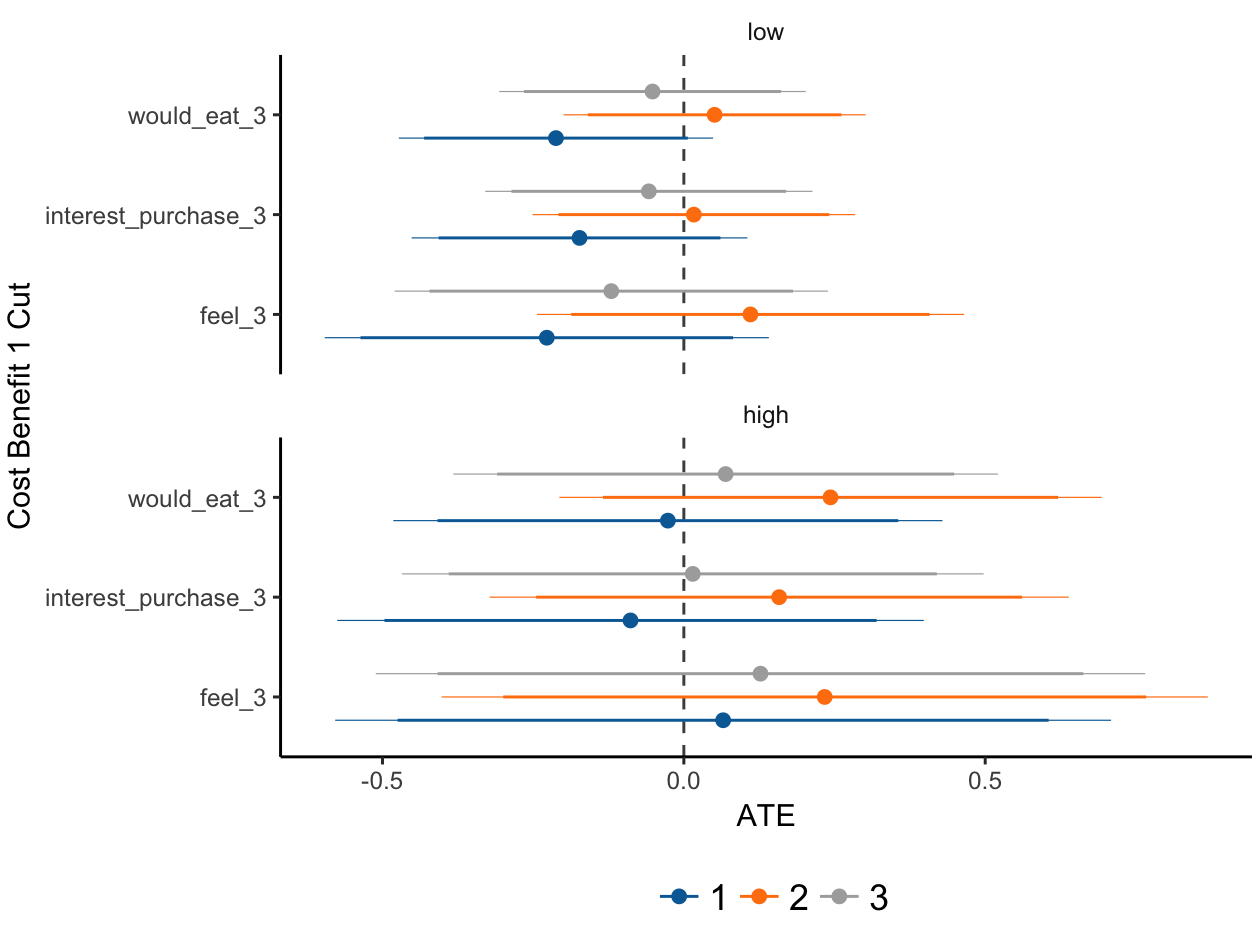 low
would_eat_3
interest_purchase_3
feel_3
Cost Benefit 1 Cut
high
would_eat_3
interest_purchase_3
feel_3
-0.5 0.0 0.5
ATE
1 2 3